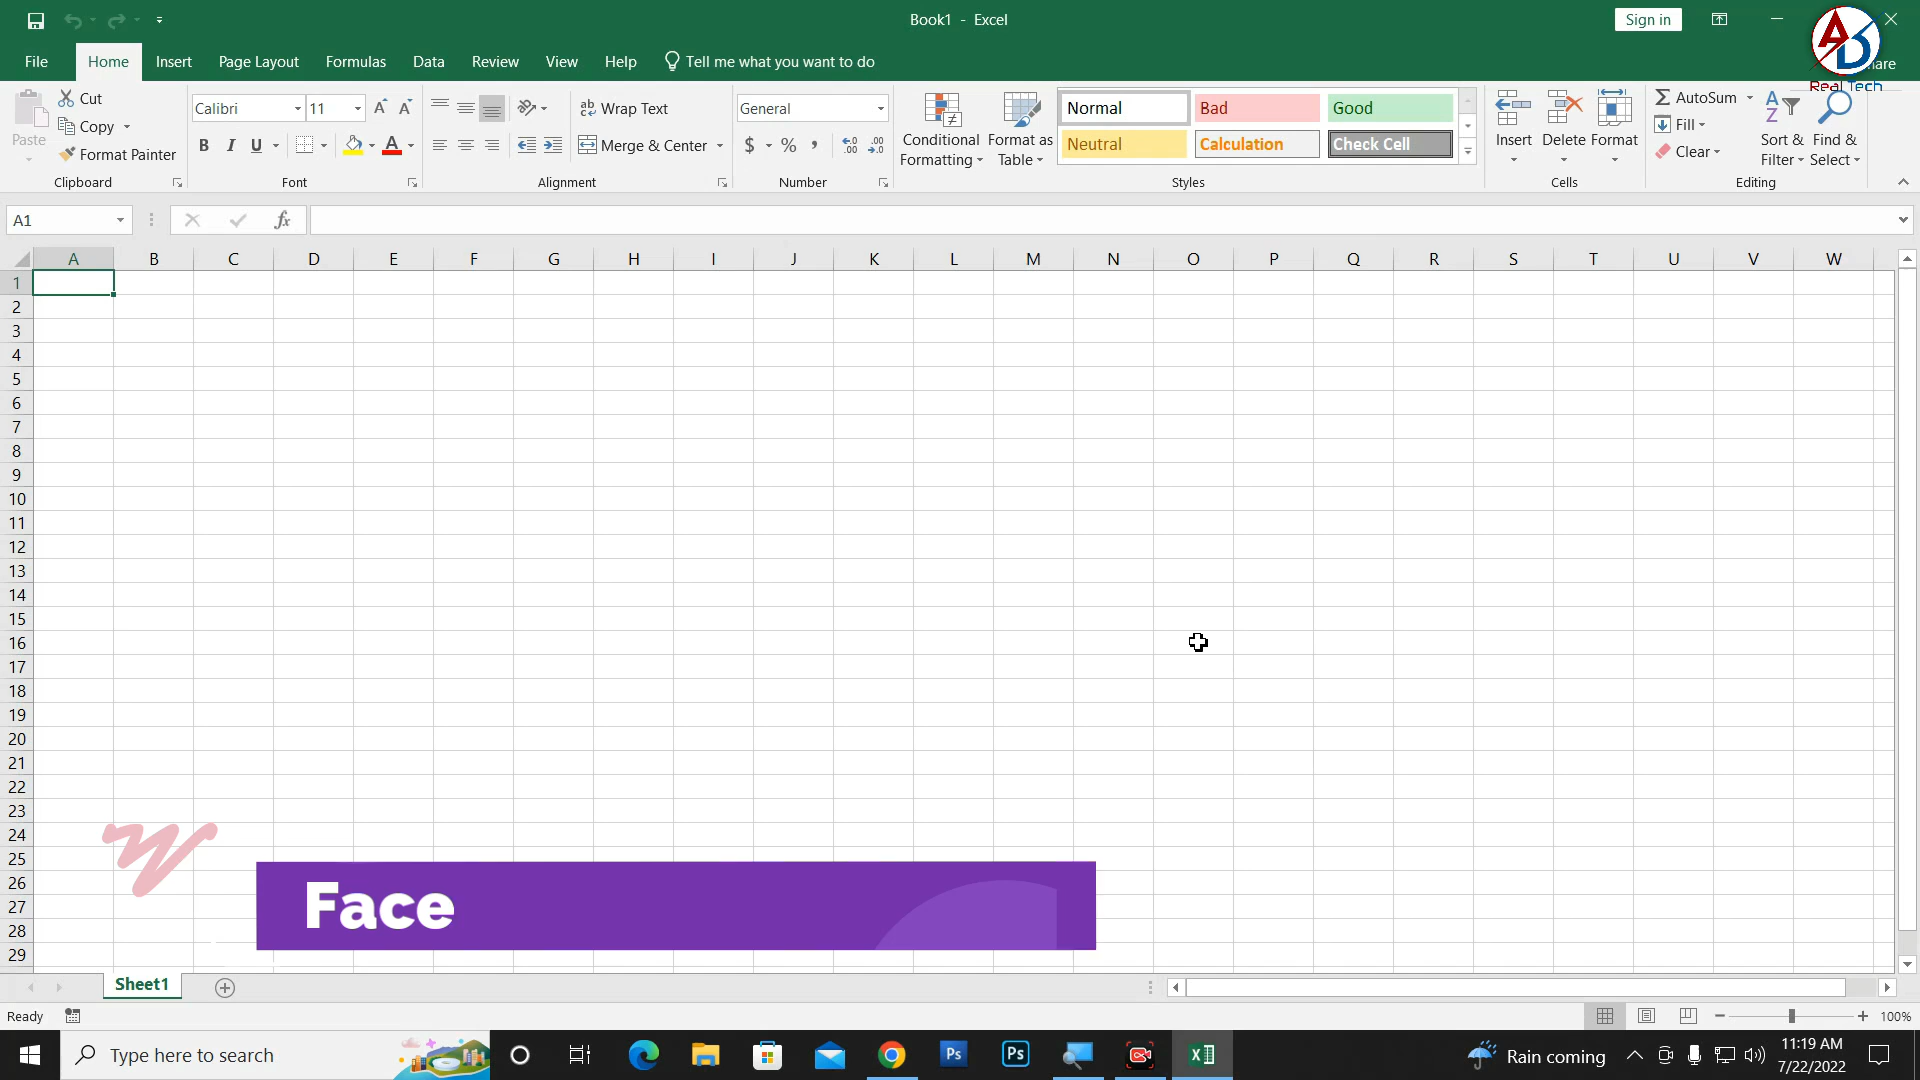 Book1 - Excel
Sign in
File Home Insert Page Layout Formulas Data Review View Help Tell me what you want to do
Real Tech
Paste
Cut
Copy
Format Painter
Clipboard
Calibri 11
B I U
Font
Wrap Text
Merge & Center
Alignment
General
$ % ,
Number
Conditional Formatting
Format as Table
Normal Bad Good
Neutral Calculation Check Cell
Styles
Insert Delete Format
Cells
AutoSum
Fill
Clear
Sort & Filter
Find & Select
Editing
A1
fx
A B C D E F G H I J K L M N O P Q R S T U V W
1
2
3
4
5
6
7
8
9
10
11
12
13
14
15
16
17
18
19
20
21
22
23
24
25
26
27
28
29
Face
Sheet1
Ready
100%
Type here to search
Ps
Ps
Rain coming
11:19 AM
7/22/2022